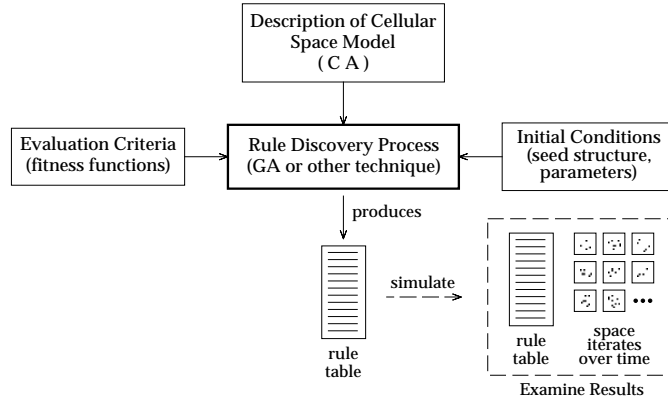 Description of Cellular
Space Model
( C A )
Evaluation Criteria
(fitness functions)
Rule Discovery Process
(GA or other technique)
Initial Conditions
(seed structure,
parameters)
produces
simulate
rule
table
rule
table
space
iterates
over time
Examine Results